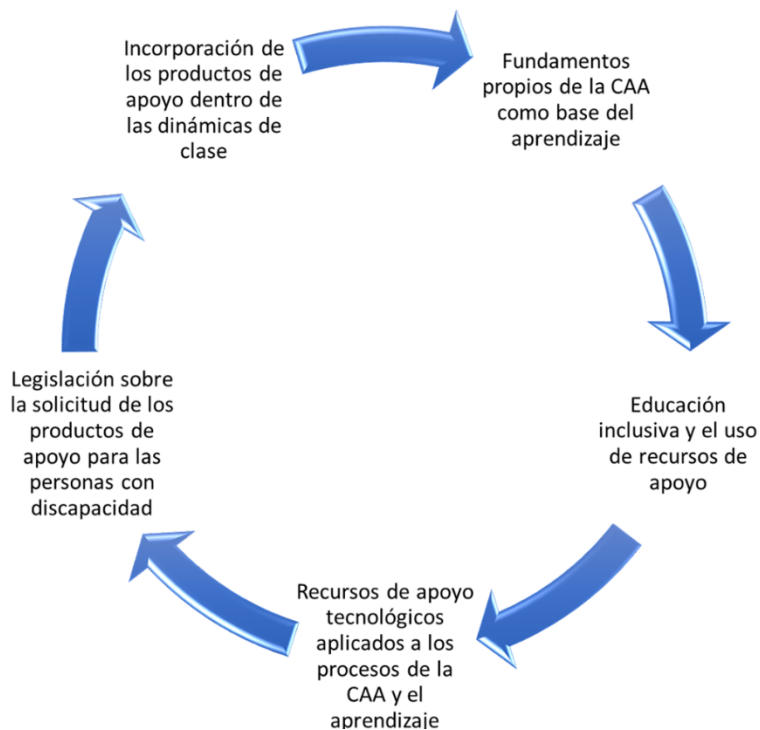 Incorporación de
los productos de
apoyo dentro de
las dinámicas de
clase
Fundamentos
propios de la CAA
como base del
aprendizaje
Educación
inclusiva y el uso
de recursos de
apoyo
Recursos de apoyo
tecnológicos
aplicados a los
procesos de la
CAA y el
aprendizaje
Legislación sobre
la solicitud de los
productos de
apoyo para las
personas con
discapacidad